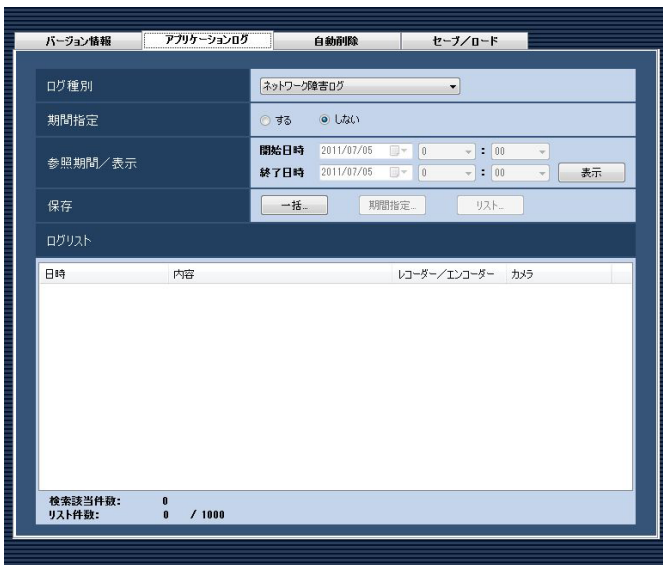 バージョン情報 アプリケーションログ 自動削除 セーブ／ロード
ログ種別 ネットワーク障害ログ
期間指定 する しない
参照期間／表示 開始日時 2011/07/05 0 : 00
終了日時 2011/07/05 0 : 00 表示
保存 一括... 期間指定... リスト...
ログリスト
日時 内容 レコーダー／エンコーダー カメラ
検索該当件数: 0
リスト件数: 0 / 1000